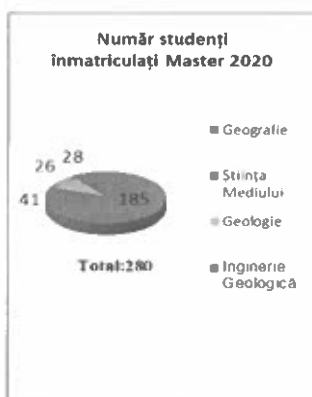 Număr studenți
înmatriculați Master 2020
28
26
41
185
Total:280
Geografie
Știința
Mediului
Geologie
Inginerie
Geologică